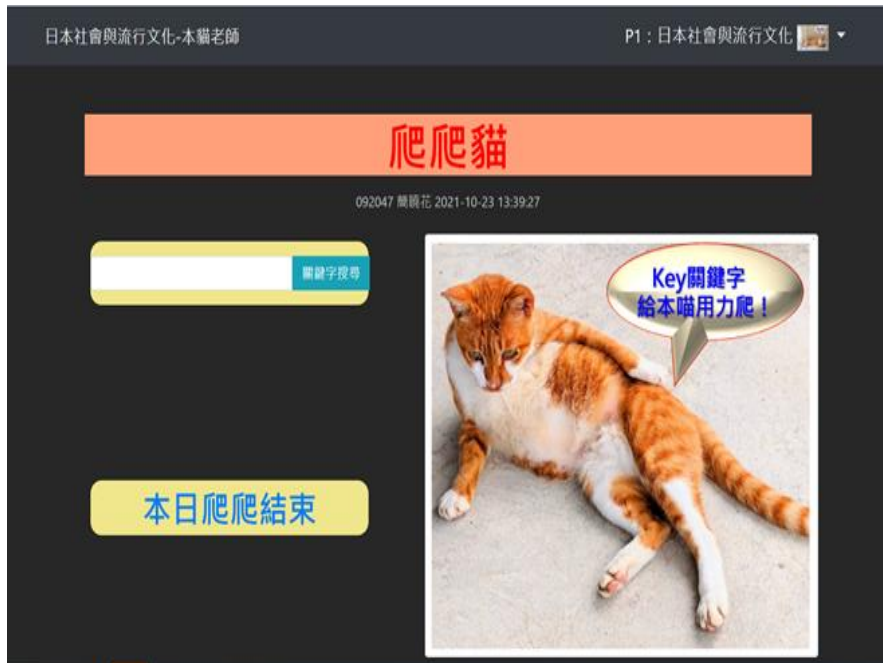 日本社會與流行文化-本貓老師
P1：日本社會與流行文化
爬爬貓
092047 簡曉花 2021-10-23 13:39:27
關鍵字搜尋
Key關鍵字
給本喵用力爬！
本日爬爬結束